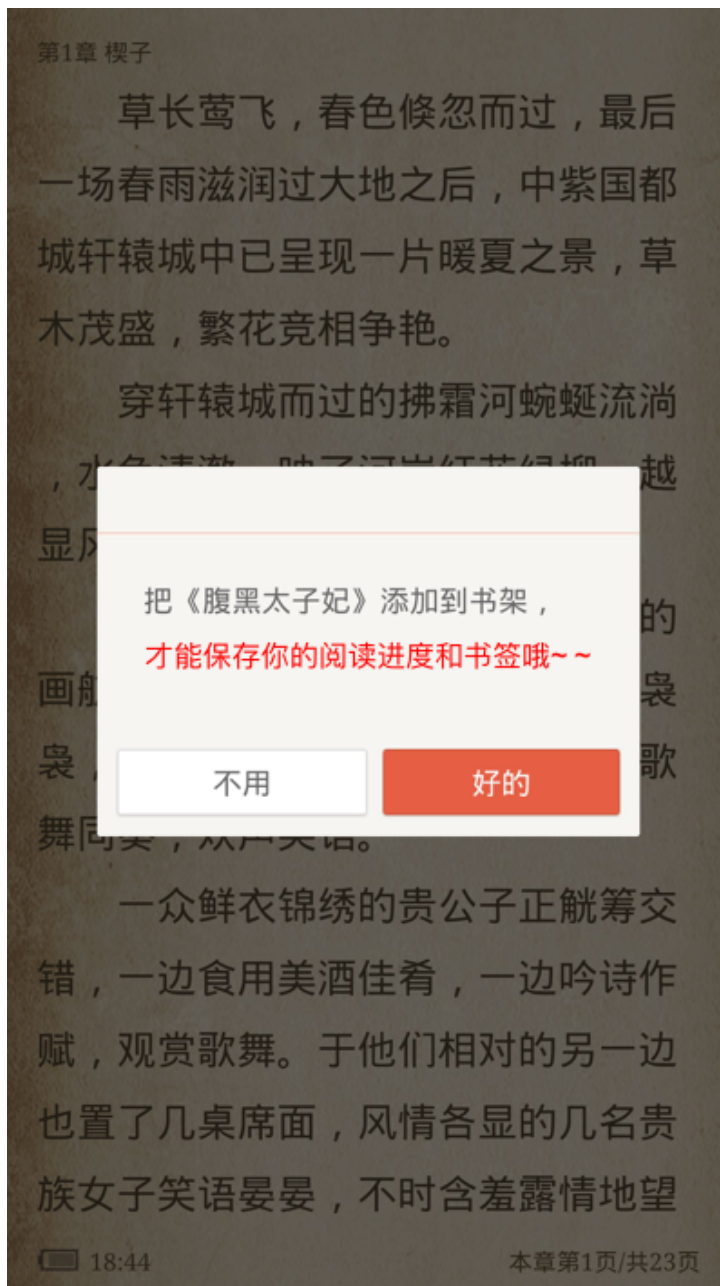 第1章 楔子
草长莺飞，春色倏忽而过，最后
一场春雨滋润过大地之后，中紫国都
城轩辕城中已呈现一片暖夏之景，草
木茂盛，繁花竞相争艳。
穿轩辕城而过的拂霜河蜿蜒流淌
，水 越
显风
把《腹黑太子妃》添加到书架，
的
才能保存你的阅读进度和书签哦~ ~
画舫 袅
袅， 歌
不用 好的
舞同奏，欢声笑语。
一众鲜衣锦绣的贵公子正觥筹交
错，一边食用美酒佳肴，一边吟诗作
赋，观赏歌舞。于他们相对的另一边
也置了几桌席面，风情各显的几名贵
族女子笑语晏晏，不时含羞露情地望
18:44 本章第1页/共23页